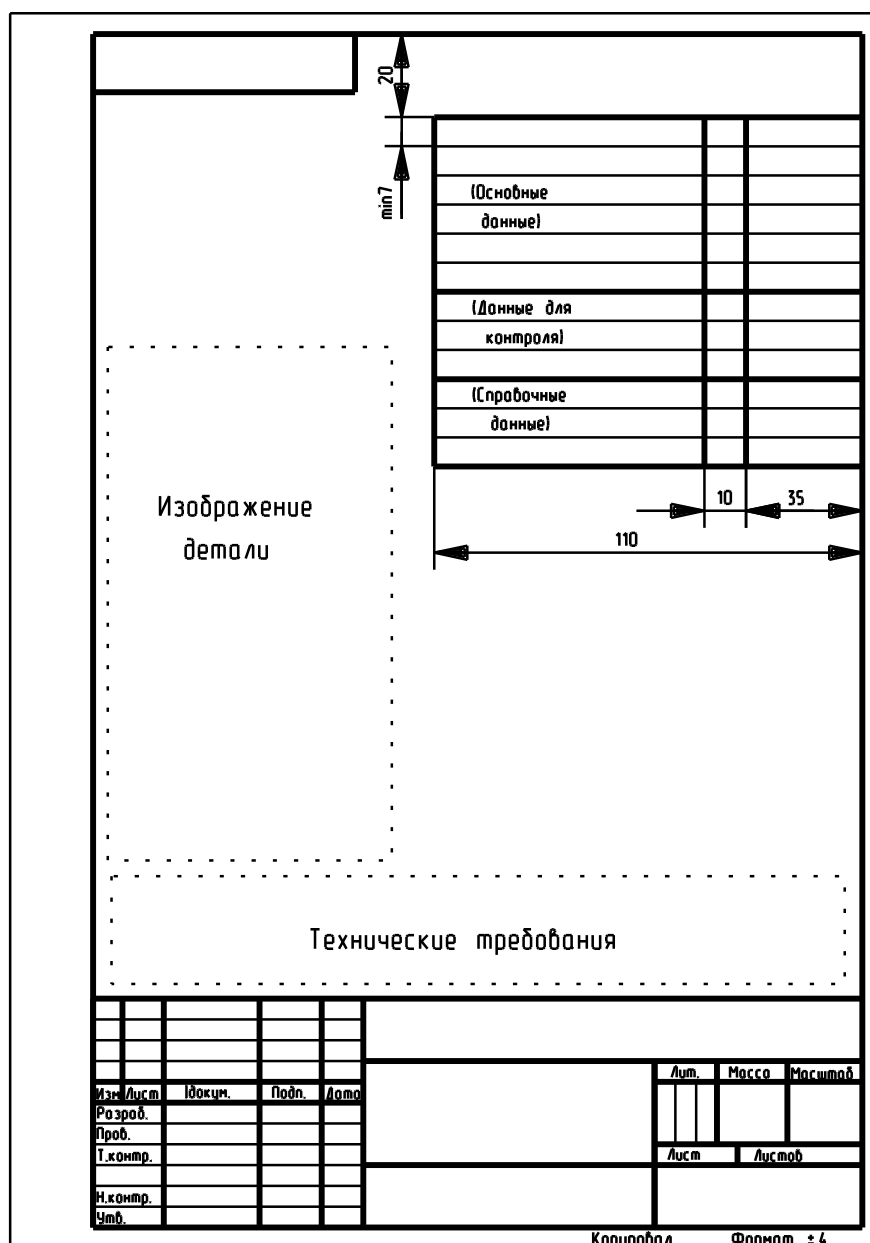 20
min7
(Основные
данные)
(Данные для
контроля)
(Справочные
данные)
10
35
110
Изображение
детали
Технические требования
Лит. Масса Масштаб
Изм Лист №докум. Подп. Дата
Разраб.
Пров.
Т.контр.
Лист Листов
Н.контр.
Утв.
Копировал Формат ± 4